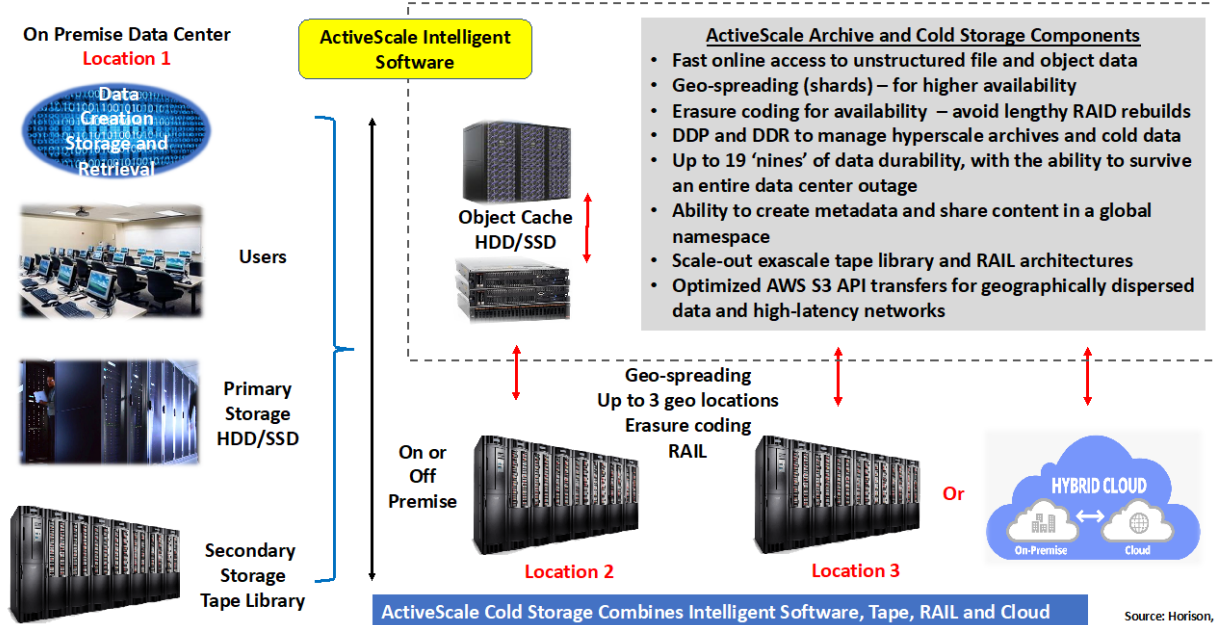 On Premise Data Center
Location 1
Data
Creation
Storage and
Retrieval
Users
Primary
Storage
HDD/SSD
Secondary
Storage
Tape Library
ActiveScale Intelligent
Software
Object Cache
HDD/SSD
ActiveScale Archive and Cold Storage Components
• Fast online access to unstructured file and object data
• Geo-spreading (shards) – for higher availability
• Erasure coding for availability – avoid lengthy RAID rebuilds
• DDP and DDR to manage hyperscale archives and cold data
• Up to 19 ‘nines’ of data durability, with the ability to survive
an entire data center outage
• Ability to create metadata and share content in a global
namespace
• Scale-out exascale tape library and RAIL architectures
• Optimized AWS S3 API transfers for geographically dispersed
data and high-latency networks
Geo-spreading
Up to 3 geo locations
Erasure coding
RAIL
On or
Off
Premise
Location 2
Location 3
Or
HYBRID CLOUD
On-Premise
Cloud
ActiveScale Cold Storage Combines Intelligent Software, Tape, RAIL and Cloud
Source: Horison,